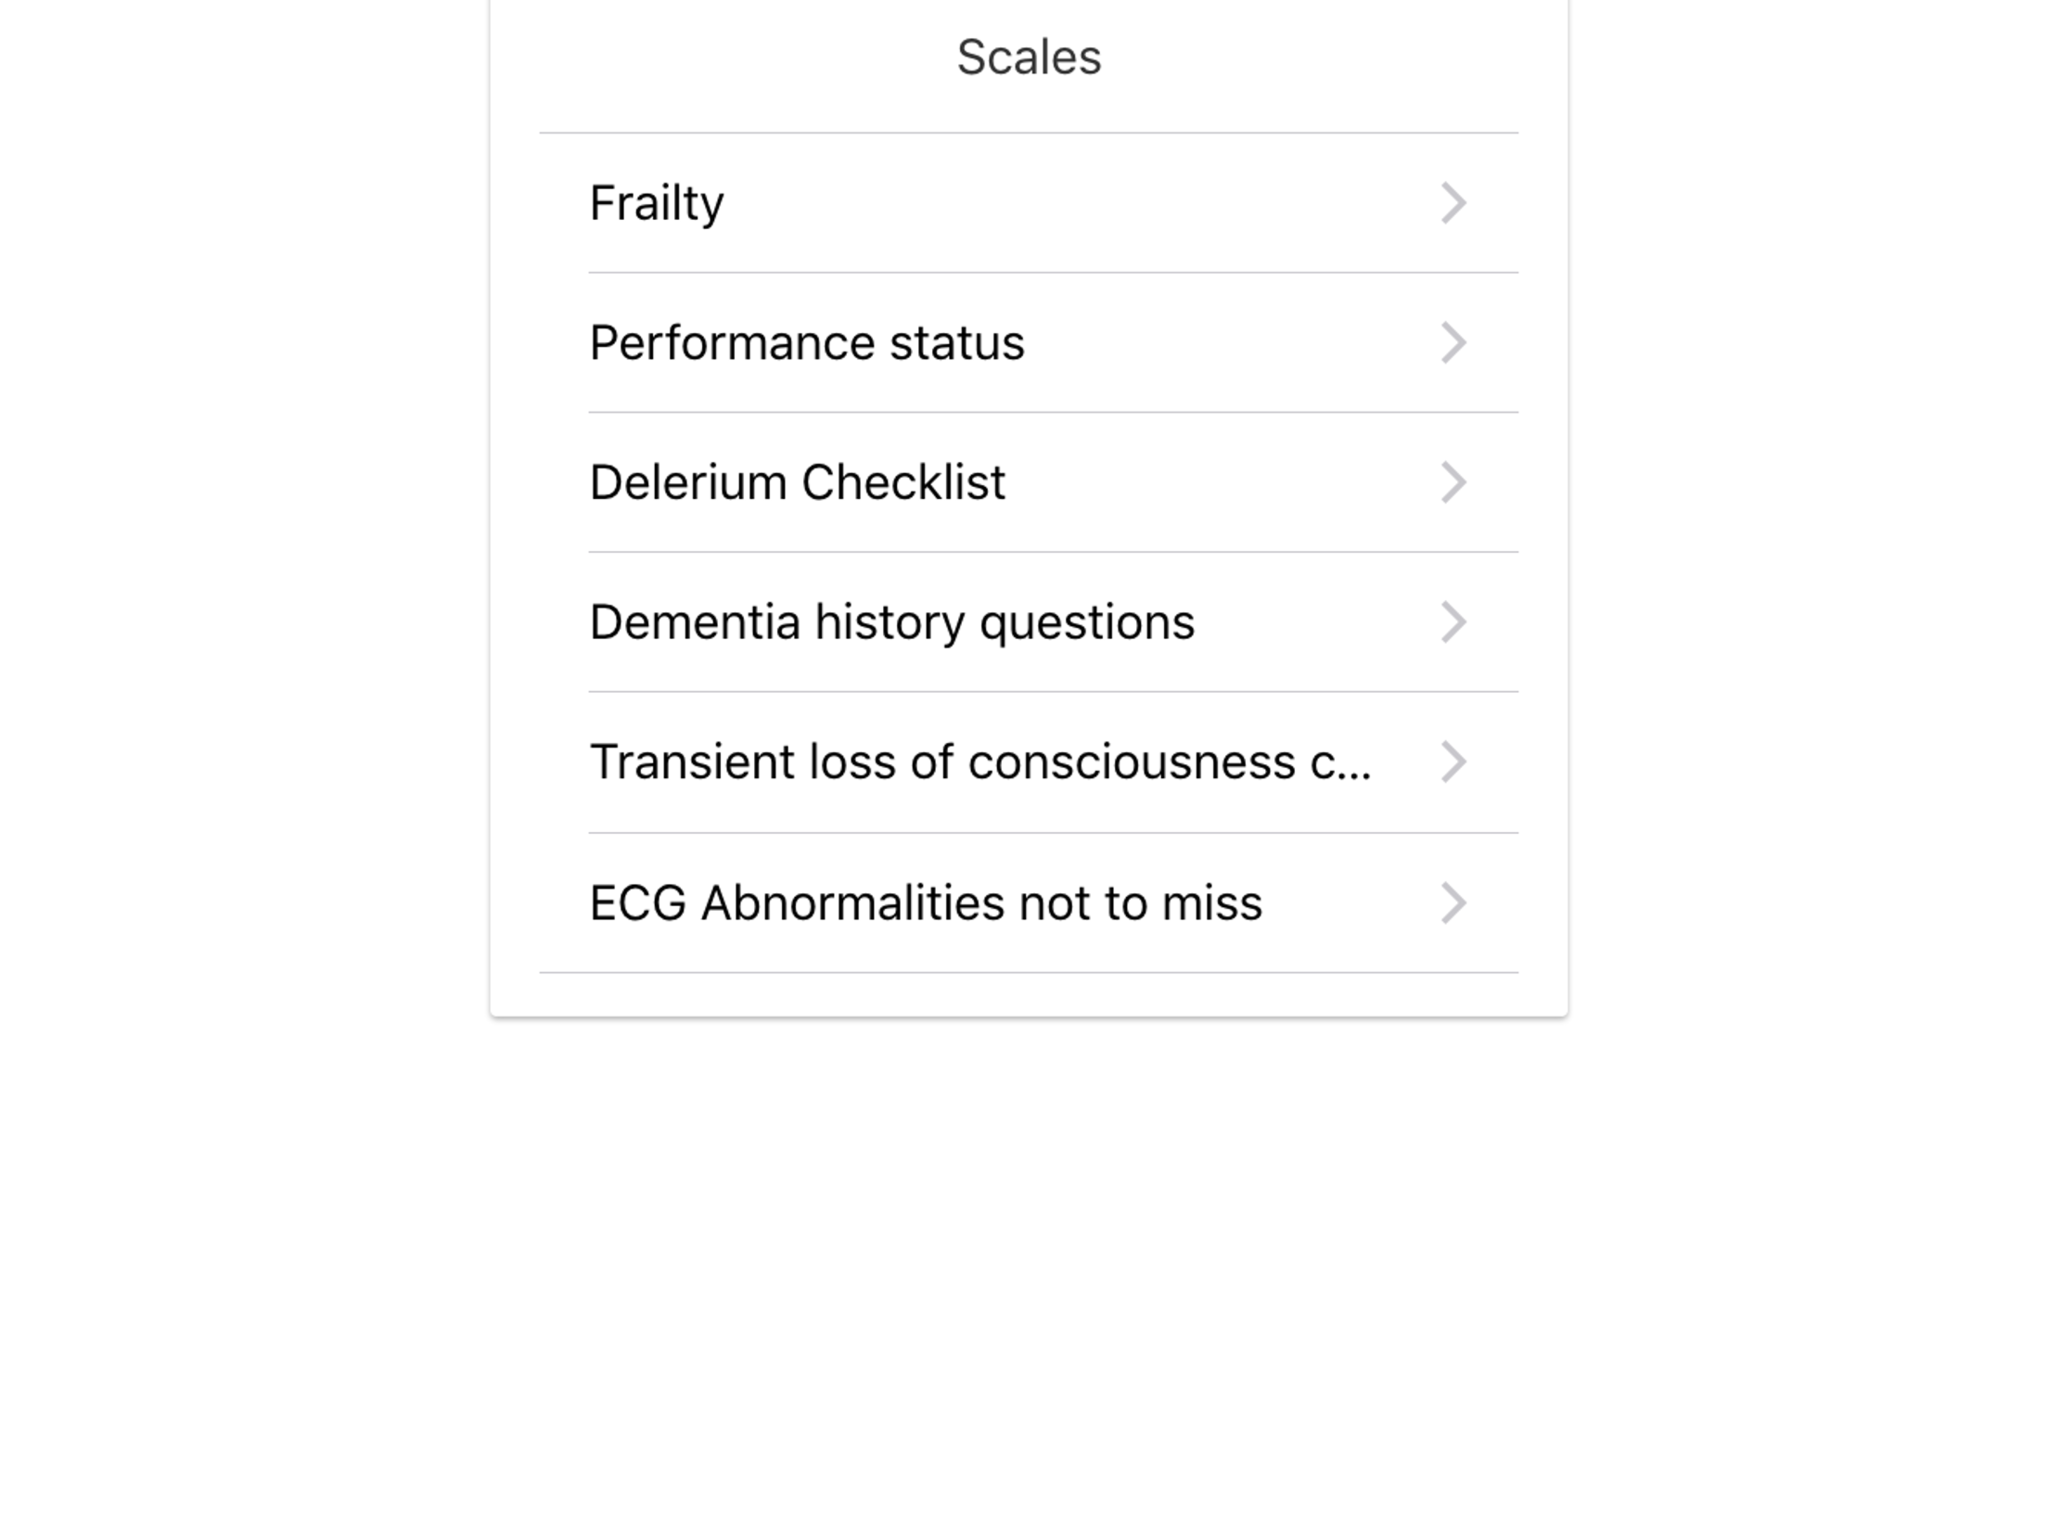 Scales
Frailty
Performance status
Delerium Checklist
Dementia history questions
Transient loss of consciousness c...
ECG Abnormalities not to miss